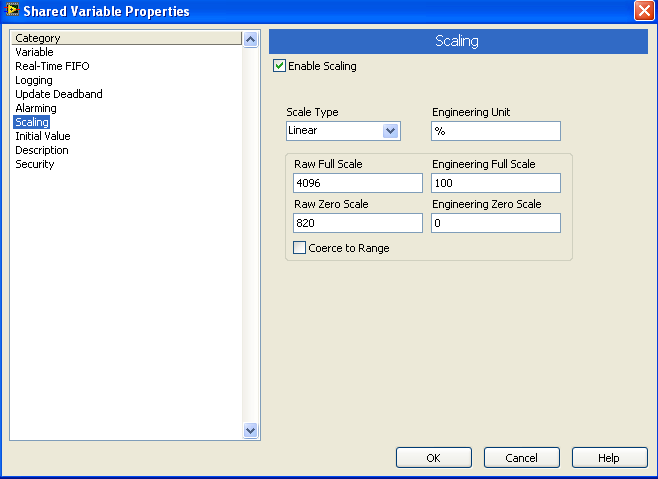 Shared Variable Properties
Category
Variable
Real-Time FIFO
Logging
Update Deadband
Alarming
Scaling
Initial Value
Description
Security
Scaling
Enable Scaling
Scale Type Engineering Unit
Linear %
Raw Full Scale Engineering Full Scale
4096 100
Raw Zero Scale Engineering Zero Scale
820 0
Coerce to Range
OK Cancel Help